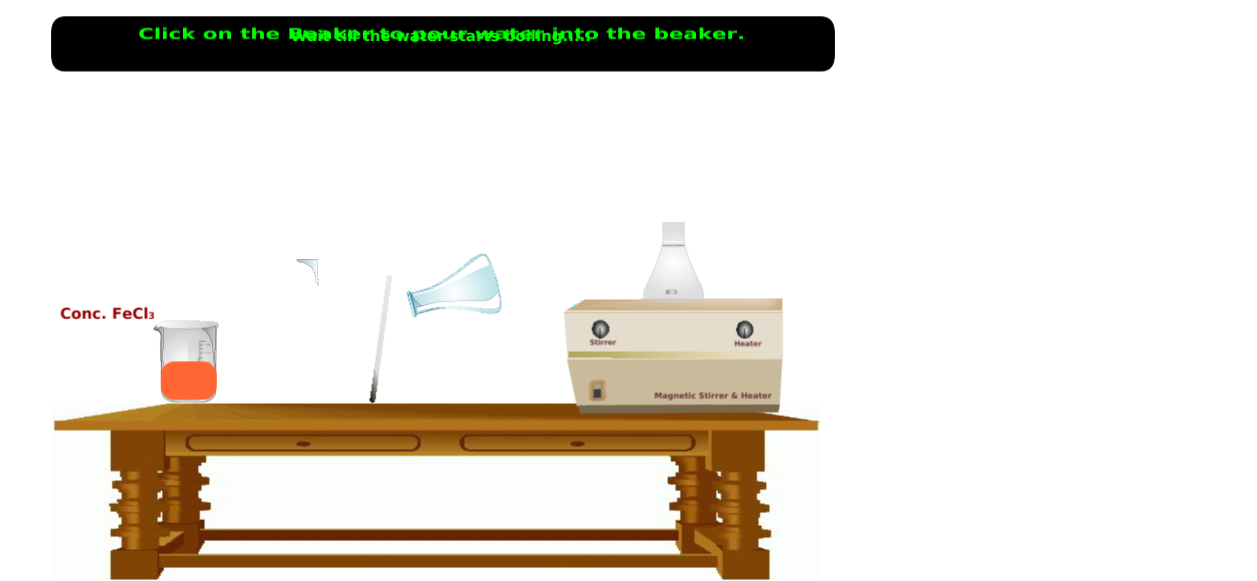 Click on the Beaker to pour water into the beaker.
Wait till the water starts boiling.....
Conc. FeCl₃
Stirrer
Heater
Magnetic Stirrer & Heater